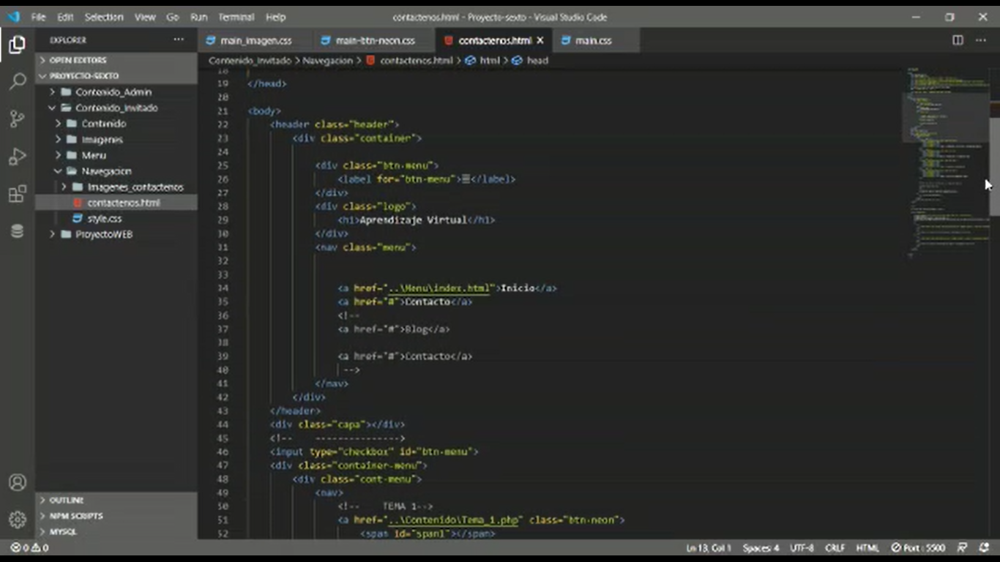 File Edit Selection View Go Run Terminal Help contactenos.html - Proyecto-sexto - Visual Studio Code
EXPLORER ... main_imagen.css main-btn-neon.css contactenos.html main.css
OPEN EDITORS
PROYECTO-SEXTO
Contenido_Admin
Contenido_Invitado
Contenido
Imagenes
Menu
Navegacion
Imagenes_contactenos
contactenos.html
style.css
ProyectoWEB
OUTLINE
NPM SCRIPTS
MYSQL
Contenido_Invitado > Navegacion > contactenos.html > html > head
18
19 </head>
20
21 <body>
22 <header class="header">
23 <div class="container">
24
25 <div class="btn-menu">
26 <label for="btn-menu">☰</label>
27 </div>
28 <div class="logo">
29 <h1>Aprendizaje Virtual</h1>
30 </div>
31 <nav class="menu">
32
33
34 <a href="..\Menu\index.html">Inicio</a>
35 <a href="#">Contacto</a>
36 <!--
37 <a href="#">Blog</a>
38
39 <a href="#">Contacto</a>
40 -->
41 </nav>
42 </div>
43 </header>
44 <div class="capa"></div>
45 <!-- --------------->
46 <input type="checkbox" id="btn-menu">
47 <div class="container-menu">
48 <div class="cont-menu">
49 <nav>
50 <!-- TEMA 1-->
51 <a href="..\Contenido\Tema_1.php" class="btn-neon">
52 <span id="span1"></span>
0 0 Ln 13, Col 1 Spaces: 4 UTF-8 CRLF HTML Port : 5500